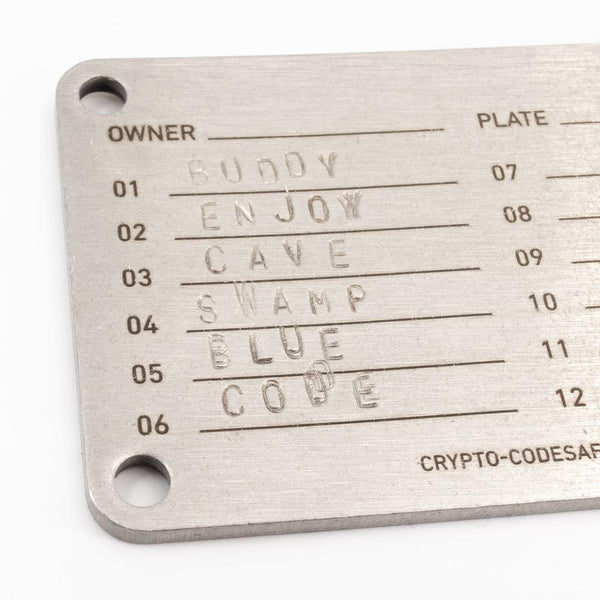 OWNER PLATE
01 BUDDY 07
02 ENJOY 08
03 CAVE 09
04 SWAMP 10
05 BLUE 11
06 CODE 12
CRYPTO-CODESAF